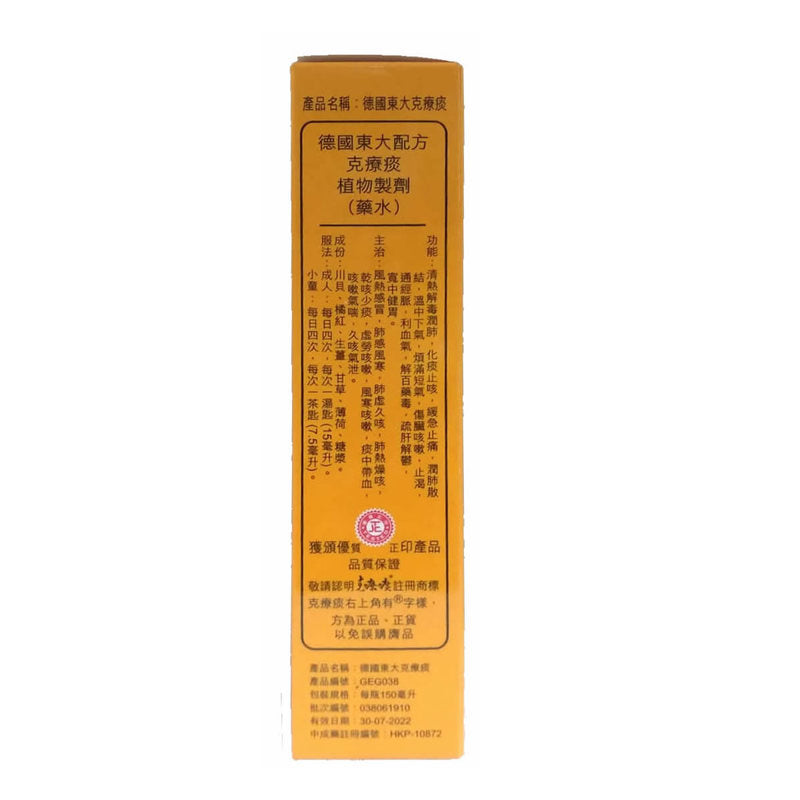 產品名稱：德國東大克療痰
德國東大配方
克療痰
植物製劑
（藥水）
功能：清熱解毒潤肺，化痰止咳，緩急止痛，潤肺散
結，溫中下氣，煩滿短氣，傷臟咳嗽，止渴，
通經脈，利血氣，解百藥毒，疏肝解鬱，
寬中健胃。
主治：風熱感冒，肺感風寒，肺虛久咳，肺熱燥咳，
乾咳少痰，虛勞咳嗽，風寒咳嗽，痰中帶血，
咳嗽氣喘，久咳氣泄。
成份：川貝、橘紅、生薑、甘草、薄荷、糖漿。
服法：成人：每日四次，每次一湯匙(15毫升)。
小童：每日四次，每次一茶匙(7.5毫升)。
正
獲頒優質 正印產品
品質保證
敬請認明克療痰註冊商標
克療痰右上角有®字樣，
方為正品、正貨
以免誤購膺品
產品名稱：德國東大克療痰
產品編號：GEG038
包裝規格：每瓶150毫升
批次編號：038061910
有效日期：30-07-2022
中成藥註冊編號：HKP-10872